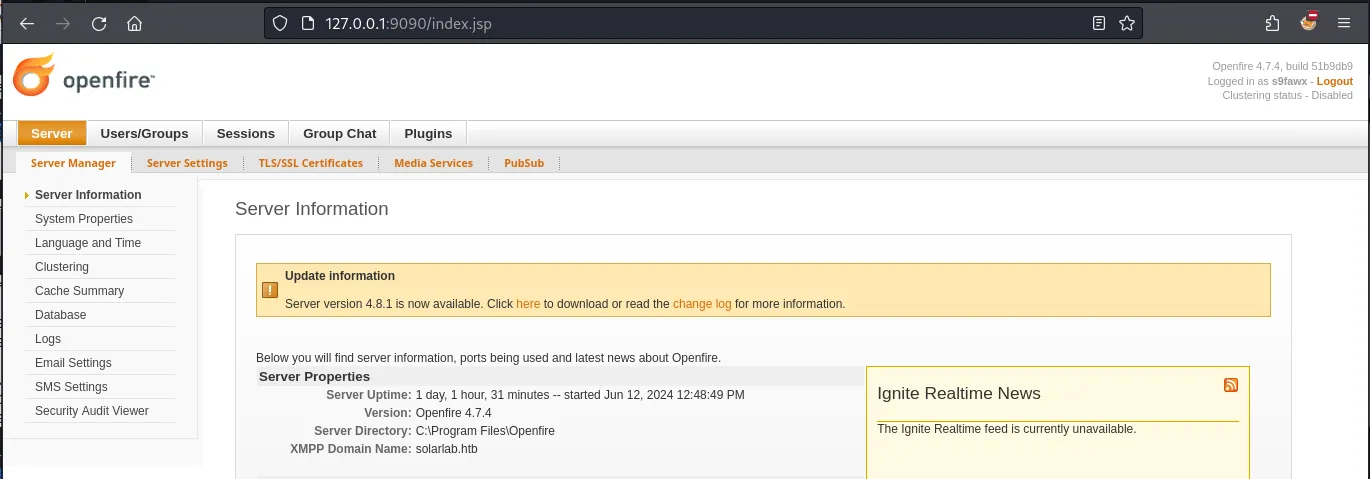 127.0.0.1:9090/index.jsp
openfire™
Openfire 4.7.4, build 51b9db9
Logged in as s9fawx - Logout
Clustering status - Disabled
Server Users/Groups Sessions Group Chat Plugins
Server Manager Server Settings TLS/SSL Certificates Media Services PubSub
Server Information
System Properties
Language and Time
Clustering
Cache Summary
Database
Logs
Email Settings
SMS Settings
Security Audit Viewer
Server Information
Update information
Server version 4.8.1 is now available. Click here to download or read the change log for more information.
Below you will find server information, ports being used and latest news about Openfire.
Server Properties
Server Uptime: 1 day, 1 hour, 31 minutes -- started Jun 12, 2024 12:48:49 PM
Version: Openfire 4.7.4
Server Directory: C:\Program Files\Openfire
XMPP Domain Name: solarlab.htb
Ignite Realtime News
The Ignite Realtime feed is currently unavailable.